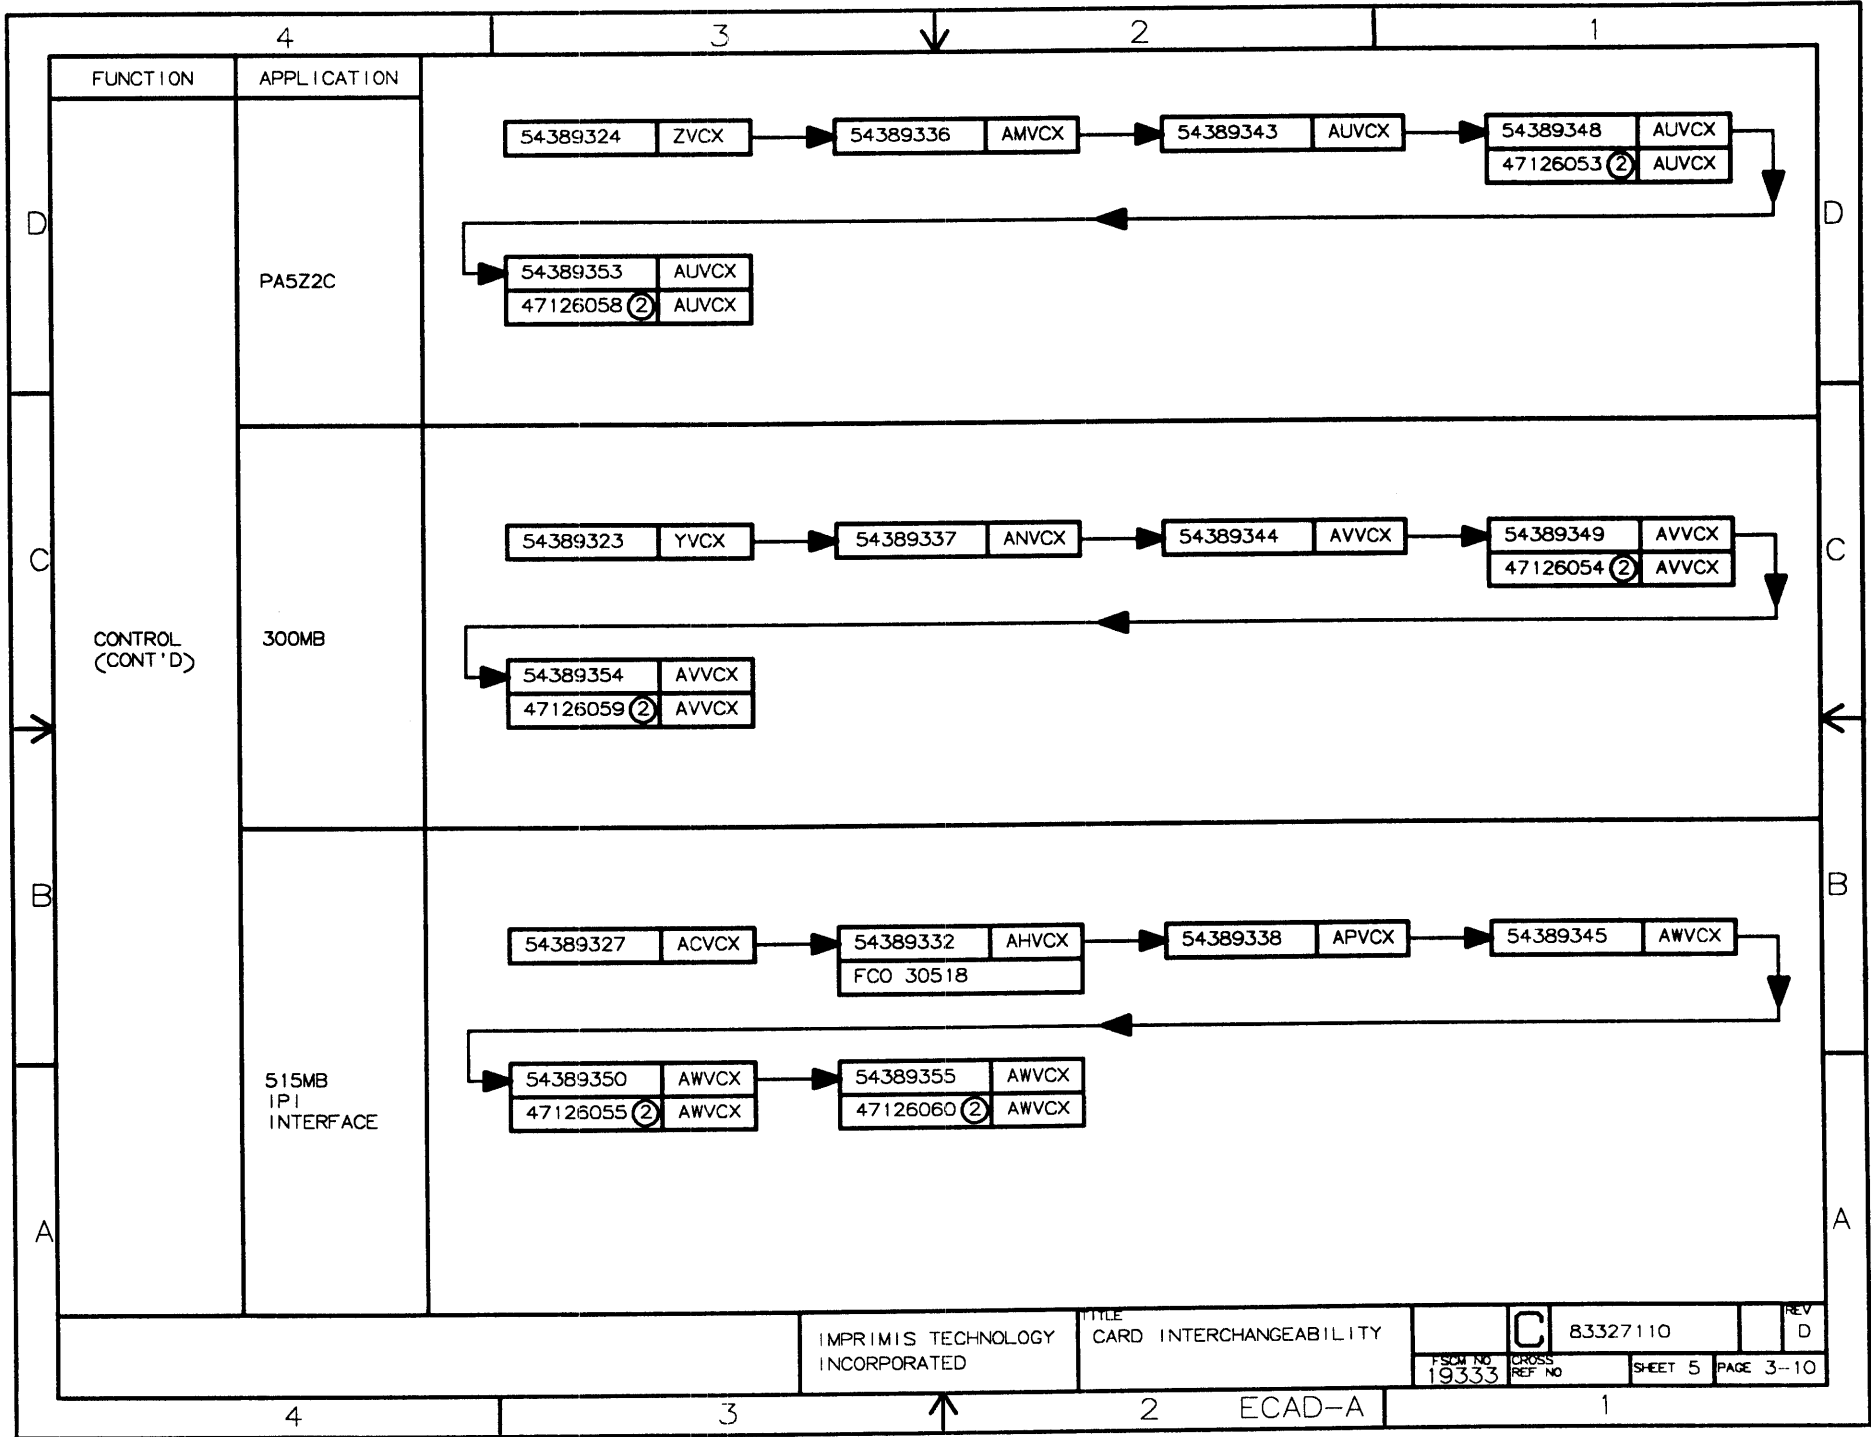 4 3 2 1
FUNCTION APPLICATION
54389324 ZVCX 54389336 AMVCX 54389343 AUVCX 54389348 AUVCX
47126053 2 AUVCX
D D
PA5Z2C
54389353 AUVCX
47126058 2 AUVCX
54389323 YVCX 54389337 ANVCX 54389344 AVVCX 54389349 AVVCX
47126054 2 AVVCX
C C
CONTROL
(CONT'D)
300MB
54389354 AVVCX
47126059 2 AVVCX
B B
54389327 ACVCX 54389332 AHVCX 54389338 APVCX 54389345 AWVCX
FCO 30518
515MB
IPI
INTERFACE
54389350 AWVCX 54389355 AWVCX
47126055 2 AWVCX 47126060 2 AWVCX
A A
IMPRIMIS TECHNOLOGY
INCORPORATED
TITLE
CARD INTERCHANGEABILITY
C 83327110
REV
D
FSCM NO
19333
CROSS
REF NO
SHEET 5 PAGE 3-10
4 3 2 ECAD-A 1